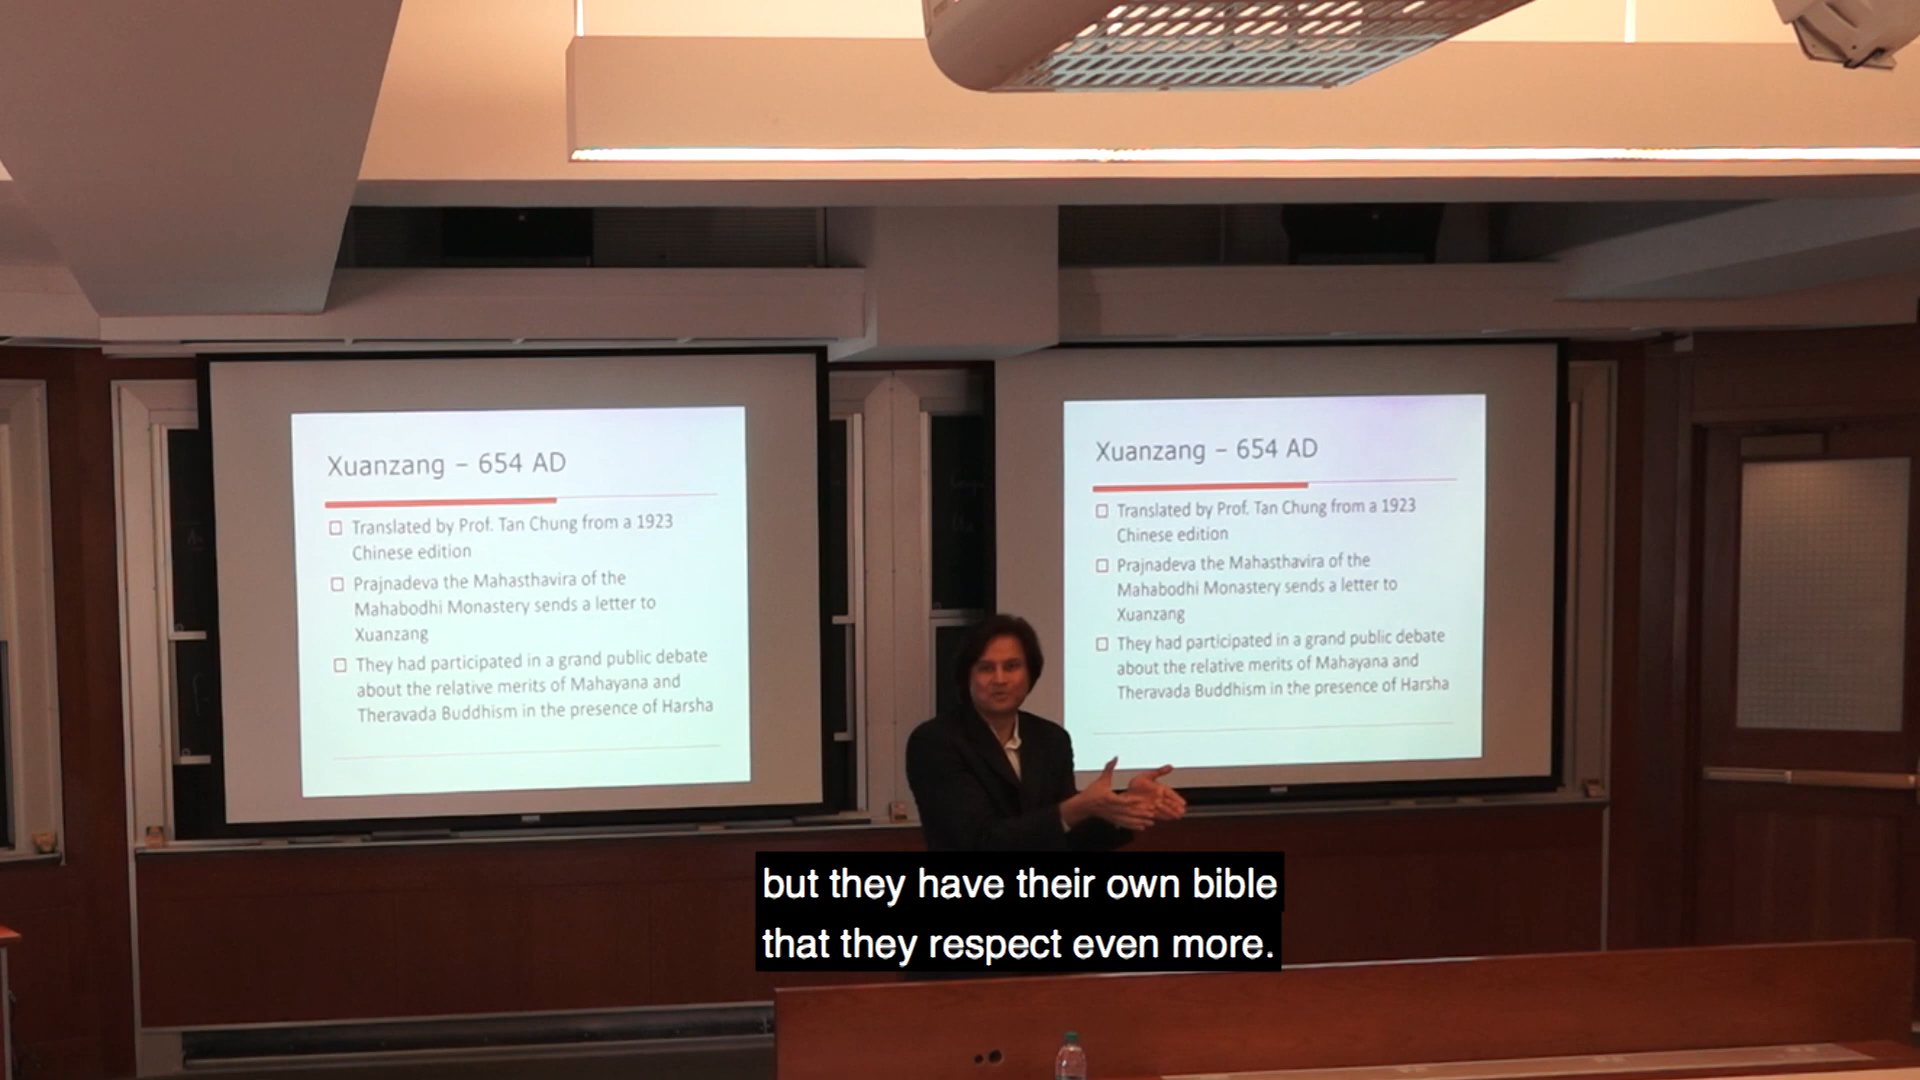 Xuanzang – 654 AD
Translated by Prof. Tan Chung from a 1923
Chinese edition
Prajnadeva the Mahasthavira of the
Mahabodhi Monastery sends a letter to
Xuanzang
They had participated in a grand public debate
about the relative merits of Mahayana and
Theravada Buddhism in the presence of Harsha
Xuanzang – 654 AD
Translated by Prof. Tan Chung from a 1923
Chinese edition
Prajnadeva the Mahasthavira of the
Mahabodhi Monastery sends a letter to
Xuanzang
They had participated in a grand public debate
about the relative merits of Mahayana and
Theravada Buddhism in the presence of Harsha
but they have their own bible
that they respect even more.